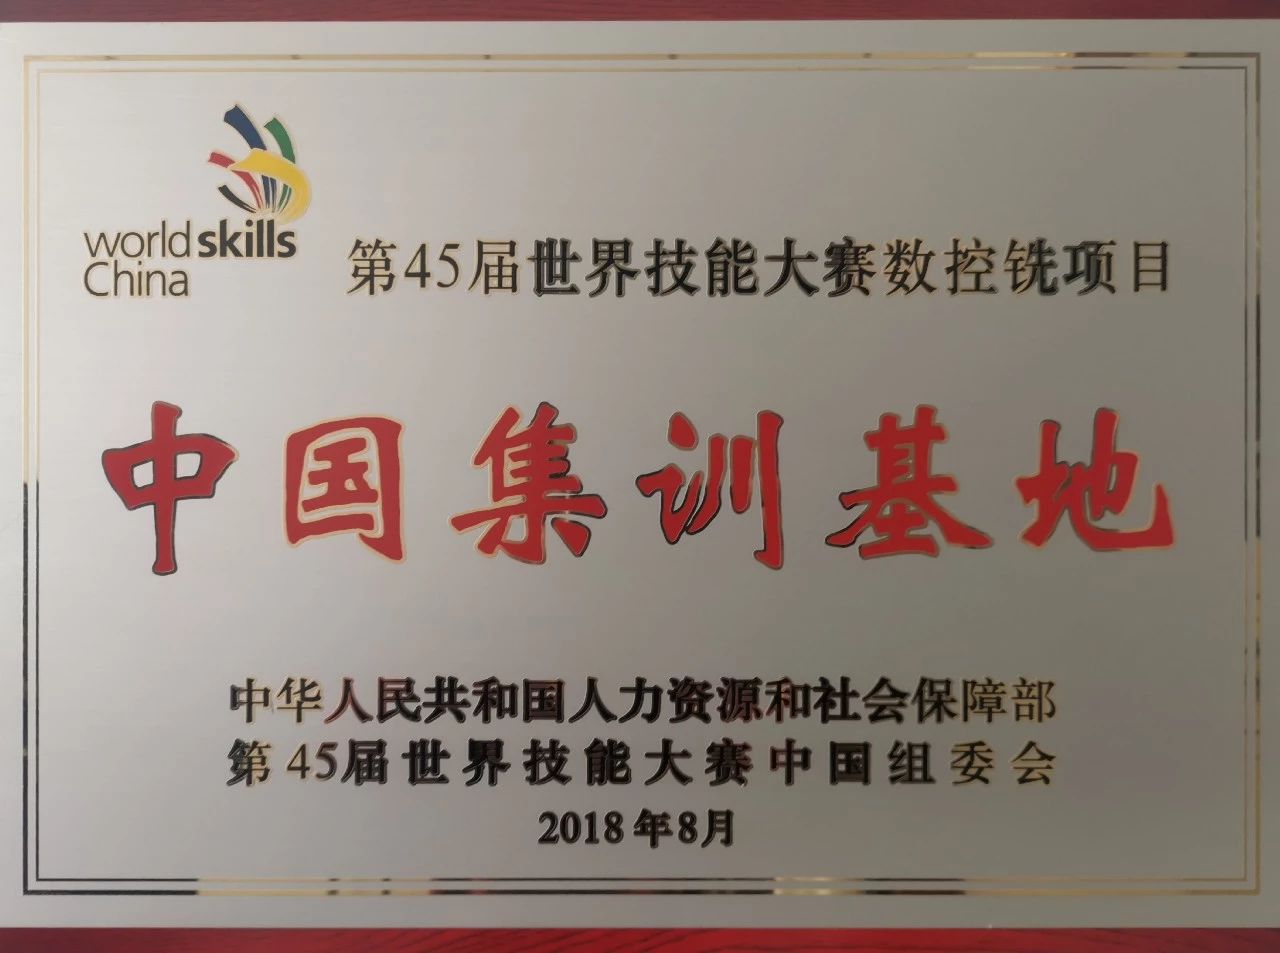 worldskills
China
第45届世界技能大赛数控铣项目
中国集训基地
中华人民共和国人力资源和社会保障部
第45届世界技能大赛中国组委会
2018年8月